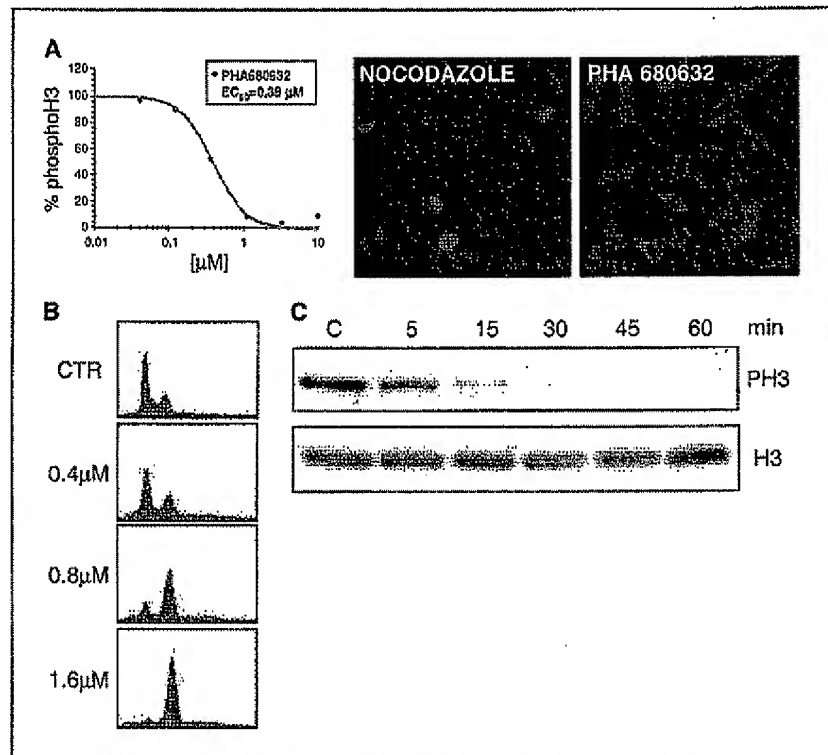 A
120
100
80
60
40
20
0
0.01 0.1 1 10
% phosphoH3
[µM]
PHA680632
EC50=0.39 µM
NOCODAZOLE
PHA 680632
B
CTR
0.4µM
0.8µM
1.6µM
C
C 5 15 30 45 60 min
PH3
H3